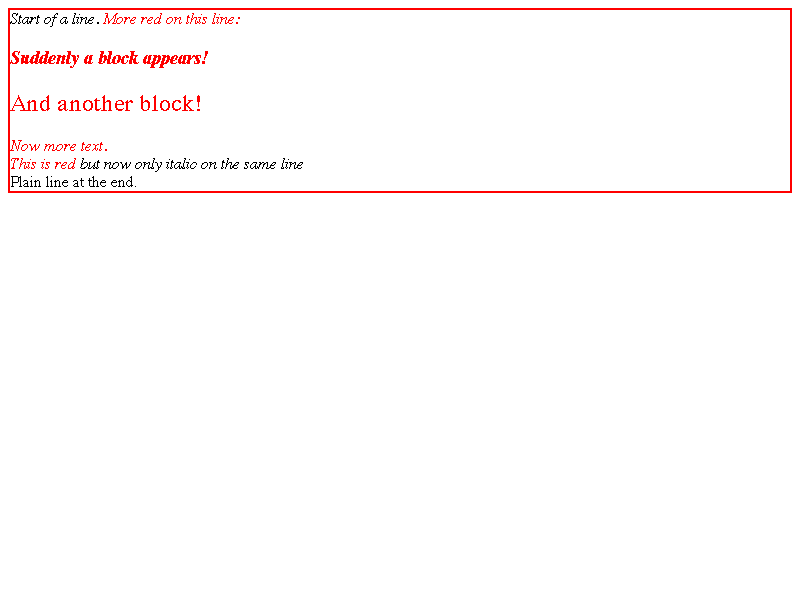 Start of a line. More red on this line:
Suddenly a block appears!
And another block!
Now more text.
This is red but now only italic on the same line
Plain line at the end.